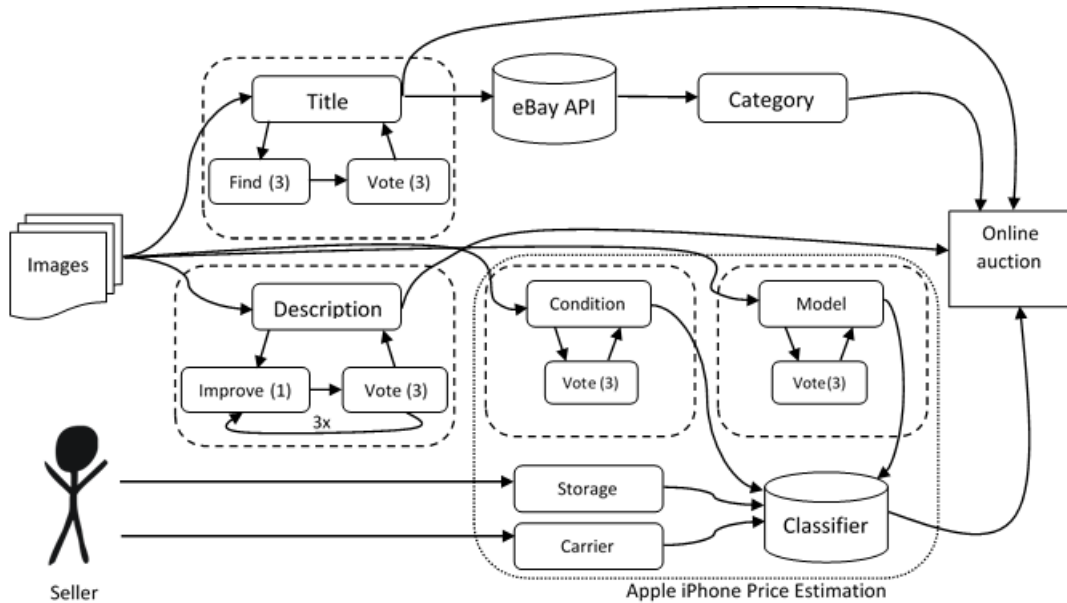 Title
eBay API
Category
Find (3)
Vote (3)
Images
Online
auction
Description
Condition
Model
Improve (1)
Vote (3)
Vote (3)
Vote(3)
3x
Storage
Classifier
Carrier
Seller
Apple iPhone Price Estimation